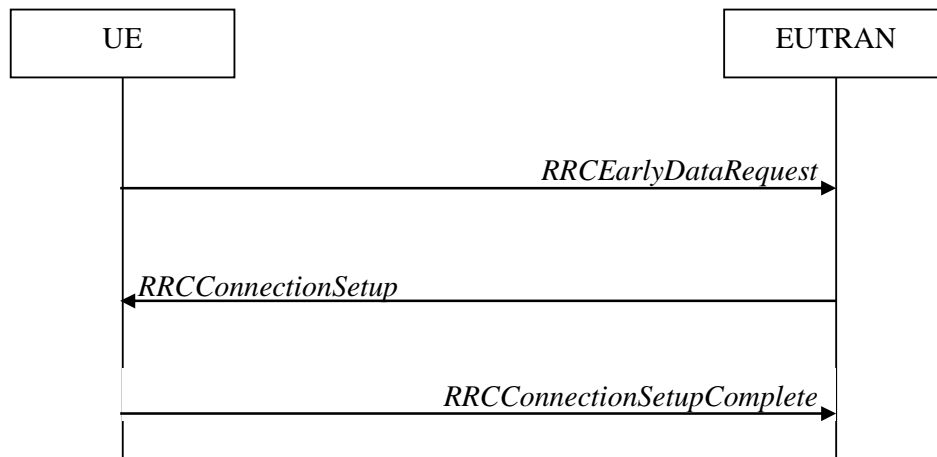 UE
EUTRAN
RRCEarlyDataRequest
RRCConnectionSetup
RRCConnectionSetupComplete